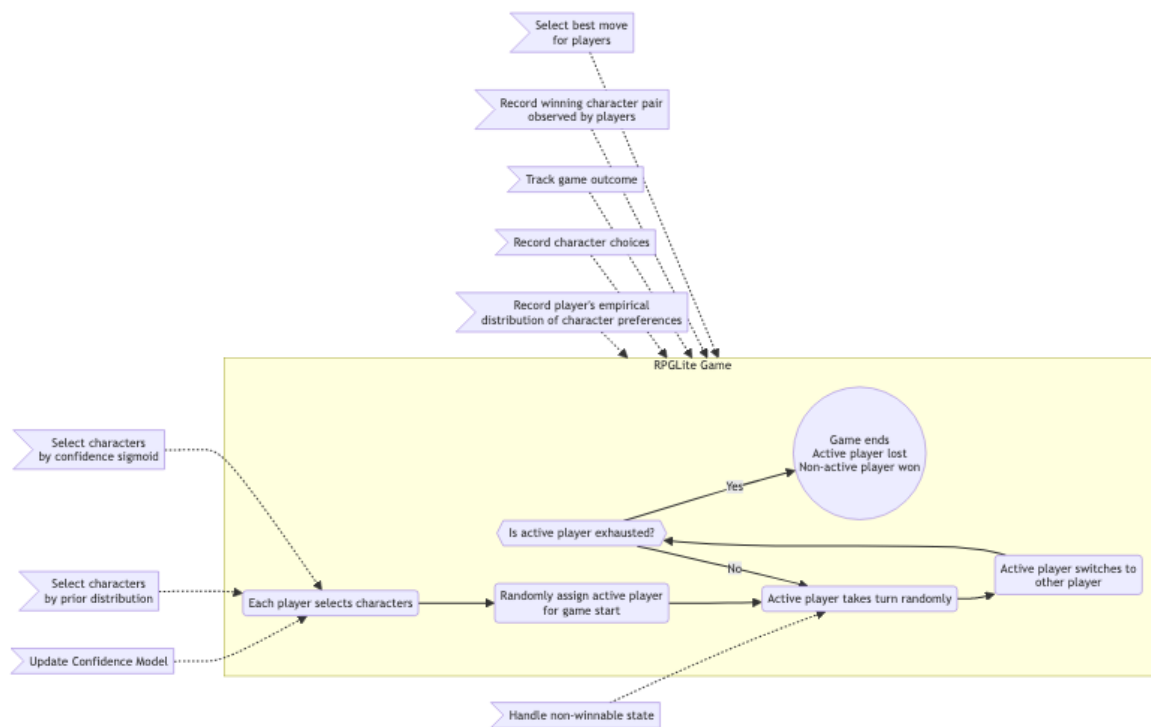 Select best move
for players
Record winning character pair
observed by players
Track game outcome
Record character choices
Record player's empirical
distribution of character preferences
RPGLite Game
Select characters
by confidence sigmoid
Game ends
Active player lost
Non-active player won
Yes
Is active player exhausted?
No
Active player switches to
other player
Select characters
by prior distribution
Each player selects characters
Randomly assign active player
for game start
Active player takes turn randomly
Update Confidence Model
Handle non-winnable state